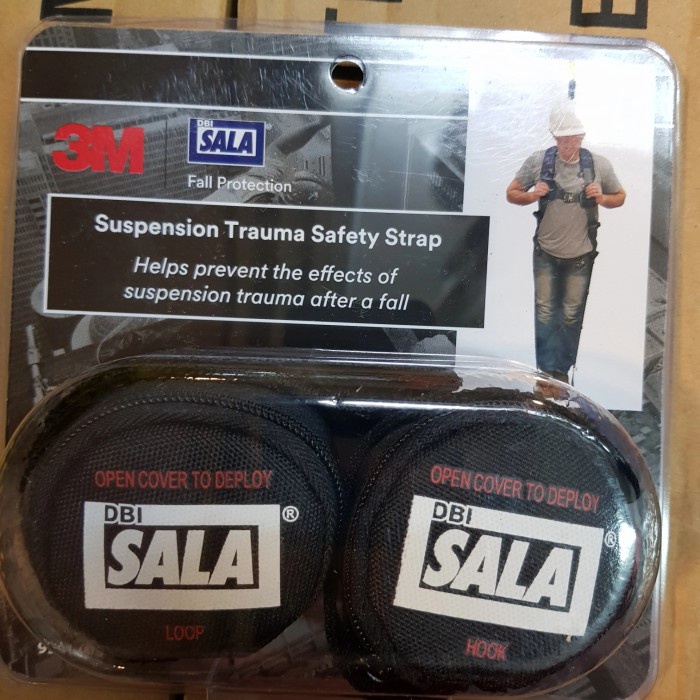 3M
DBI
SALA®
Fall Protection
Suspension Trauma Safety Strap
Helps prevent the effects of
suspension trauma after a fall
OPEN COVER TO DEPLOY
DBI
SALA®
LOOP
OPEN COVER TO DEPLOY
DBI
SALA®
HOOK